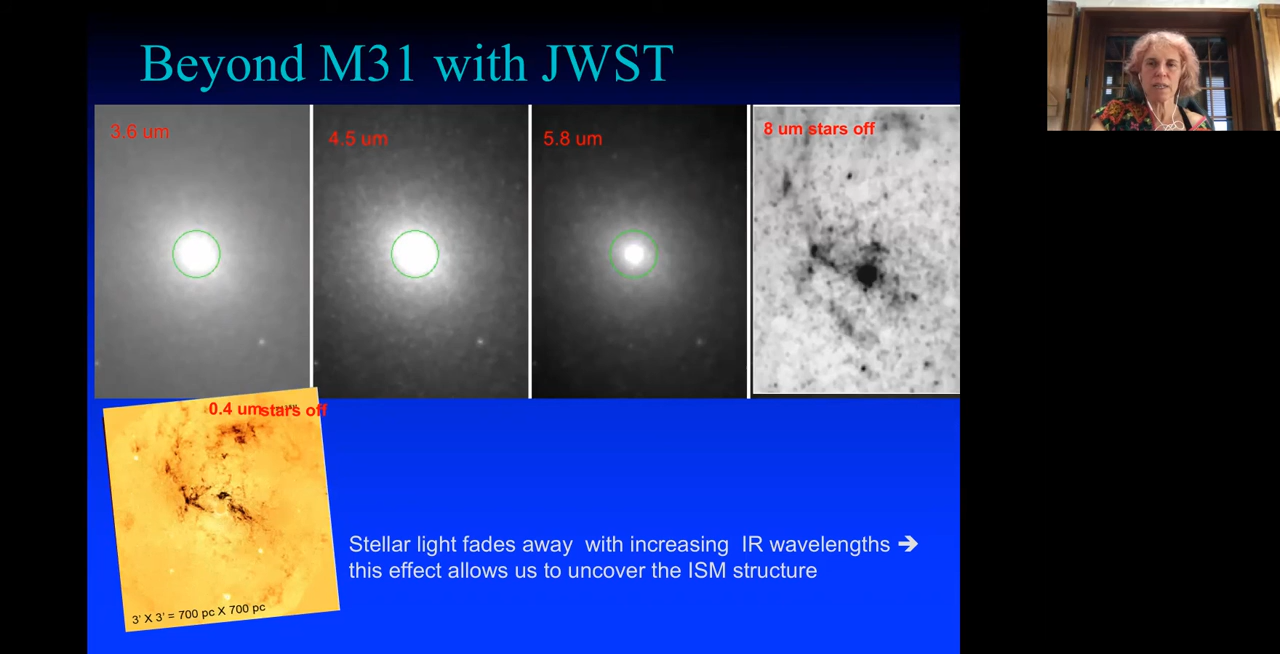 Beyond M31 with JWST
3.6 um
4.5 um
5.8 um
8 um stars off
0.4 um stars off
Stellar light fades away with increasing IR wavelengths ➔
this effect allows us to uncover the ISM structure
3' X 3' = 700 pc X 700 pc